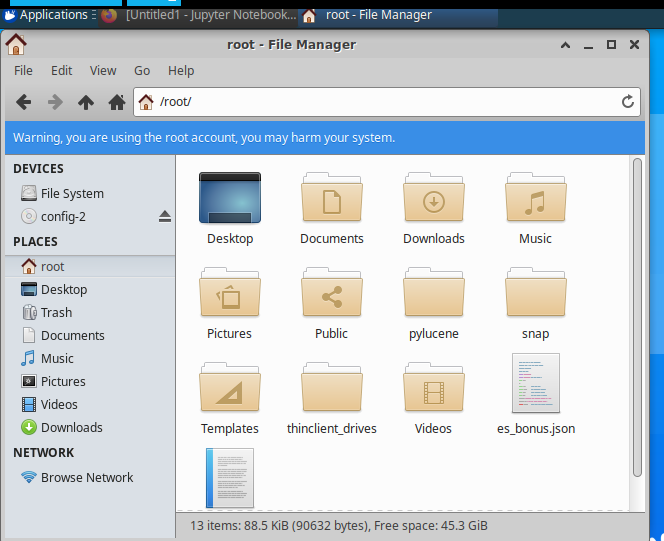 Applications
[Untitled1 - Jupyter Notebook...
root - File Manager
root - File Manager
File Edit View Go Help
/root/
Warning, you are using the root account, you may harm your system.
DEVICES
File System
config-2
PLACES
root
Desktop
Trash
Documents
Music
Pictures
Videos
Downloads
NETWORK
Browse Network
Desktop Documents Downloads Music
Pictures Public pylucene snap
Templates thinclient_drives Videos es_bonus.json
13 items: 88.5 KiB (90632 bytes), Free space: 45.3 GiB